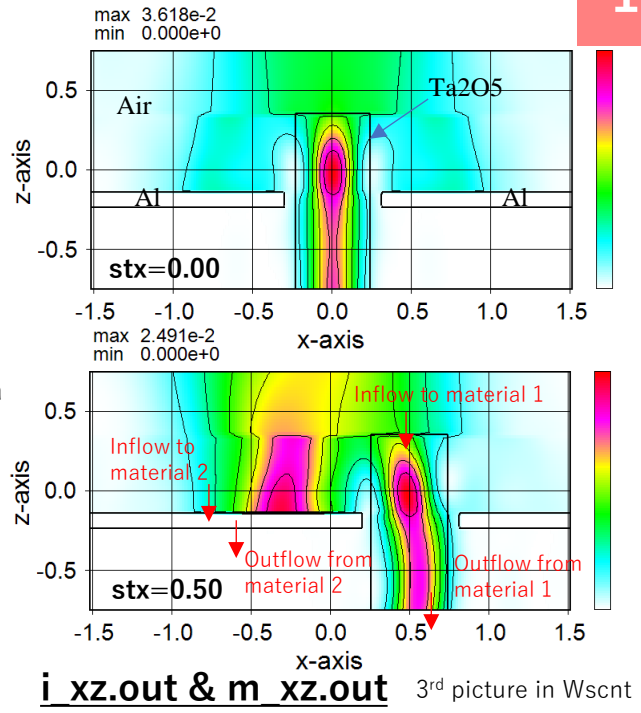 max 3.618e-2
min 0.000e+0
1
0.5
0.0
-0.5
z-axis
Air
Ta2O5
Al
Al
stx=0.00
-1.5 -1.0 -0.5 0.0 0.5 1.0 1.5
x-axis
max 2.491e-2
min 0.000e+0
0.5
0.0
-0.5
z-axis
Inflow to material 1
Inflow to
material 2
Outflow from
material 2
Outflow from
material 1
stx=0.50
-1.5 -1.0 -0.5 0.0 0.5 1.0 1.5
x-axis
i_xz.out & m_xz.out 3rd picture in Wscnt